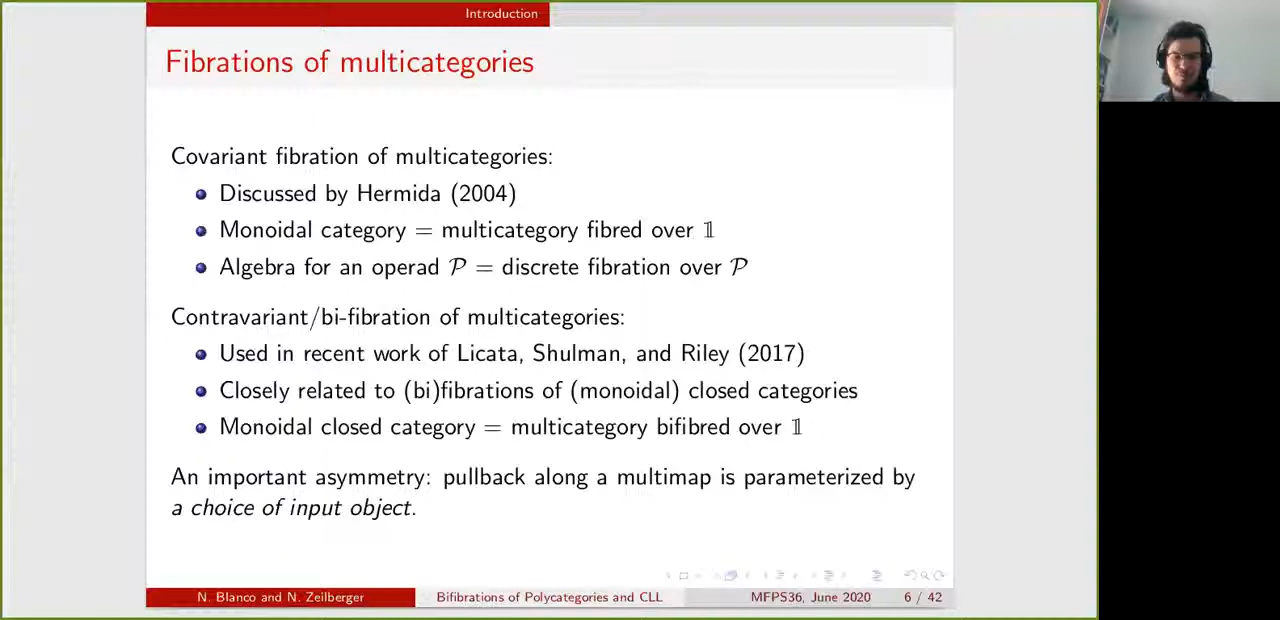 Introduction
Fibrations of multicategories
Covariant fibration of multicategories:
Discussed by Hermida (2004)
Monoidal category = multicategory fibred over 𝟙
Algebra for an operad 𝒫 = discrete fibration over 𝒫
Contravariant/bi-fibration of multicategories:
Used in recent work of Licata, Shulman, and Riley (2017)
Closely related to (bi)fibrations of (monoidal) closed categories
Monoidal closed category = multicategory bifibred over 𝟙
An important asymmetry: pullback along a multimap is parameterized by
a choice of input object.
N. Blanco and N. Zeilberger Bifibrations of Polycategories and CLL MFPS36, June 2020 6 / 42